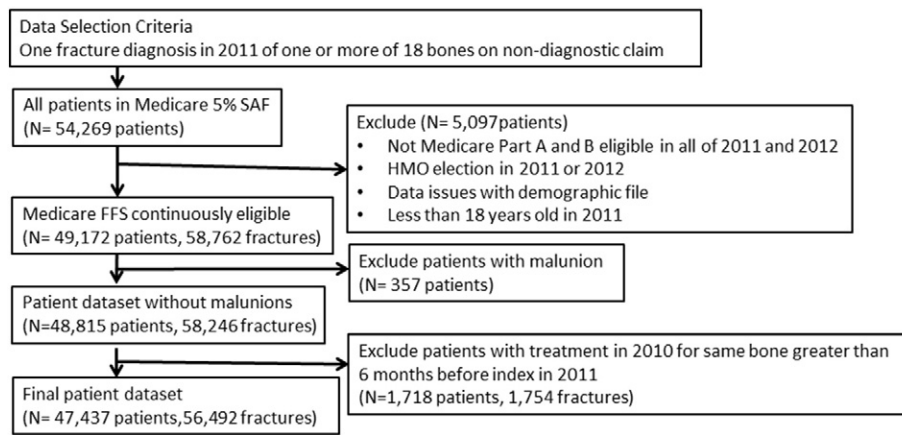 Data Selection Criteria
One fracture diagnosis in 2011 of one or more of 18 bones on non-diagnostic claim
All patients in Medicare 5% SAF
(N= 54,269 patients)
Exclude (N= 5,097patients)
• Not Medicare Part A and B eligible in all of 2011 and 2012
• HMO election in 2011 or 2012
• Data issues with demographic file
• Less than 18 years old in 2011
Medicare FFS continuously eligible
(N= 49,172 patients, 58,762 fractures)
Exclude patients with malunion
(N= 357 patients)
Patient dataset without malunions
(N=48,815 patients, 58,246 fractures)
Exclude patients with treatment in 2010 for same bone greater than
6 months before index in 2011
(N=1,718 patients, 1,754 fractures)
Final patient dataset
(N= 47,437 patients,56,492 fractures)